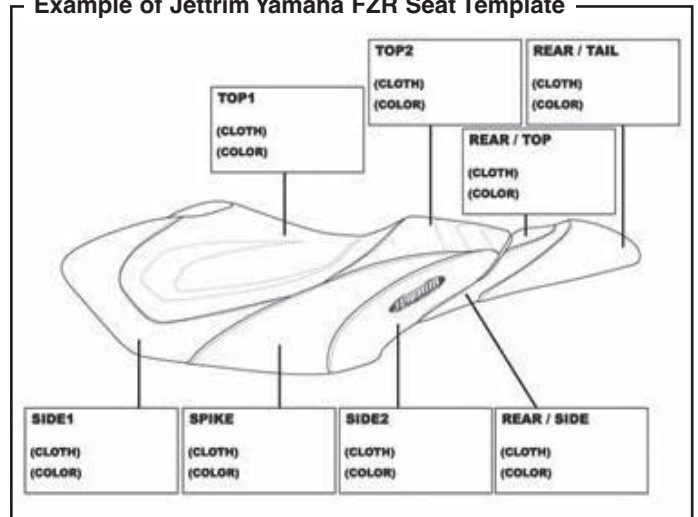 Example of Jettrim Yamaha FZR Seat Template
TOP2
(CLOTH)
(COLOR)
REAR / TAIL
(CLOTH)
(COLOR)
TOP1
(CLOTH)
(COLOR)
REAR / TOP
(CLOTH)
(COLOR)
SIDE1
(CLOTH)
(COLOR)
SPIKE
(CLOTH)
(COLOR)
SIDE2
(CLOTH)
(COLOR)
REAR / SIDE
(CLOTH)
(COLOR)